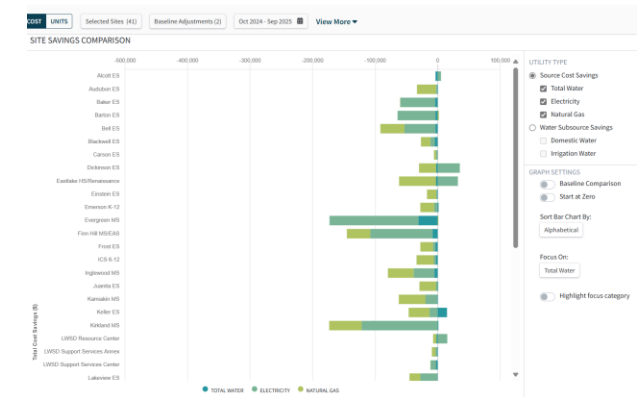 COST UNITS Selected Sites (41) Baseline Adjustments (2) Oct 2024 - Sep 2025 View More
SITE SAVINGS COMPARISON
-500,000 -400,000 -300,000 -200,000 -100,000 0 100,000
Alcott ES
Audubon ES
Baker ES
Barton ES
Bell ES
Blackwell ES
Carson ES
Dickinson ES
Eastlake HS/Renaissance
Einstein ES
Emerson K-12
Evergreen MS
Finn Hill MS/EAS
Frost ES
ICS 6-12
Inglewood MS
Juanita ES
Kamiakin MS
Keller ES
Kirkland MS
LWSD Resource Center
LWSD Support Services Annex
LWSD Support Services Center
Lakeview ES
Total Cost Savings ($)
TOTAL WATER ELECTRICITY NATURAL GAS
UTILITY TYPE
Source Cost Savings
Total Water
Electricity
Natural Gas
Water Subsource Savings
Domestic Water
Irrigation Water
GRAPH SETTINGS
Baseline Comparison
Start at Zero
Sort Bar Chart By:
Alphabetical
Focus On:
Total Water
Highlight focus category